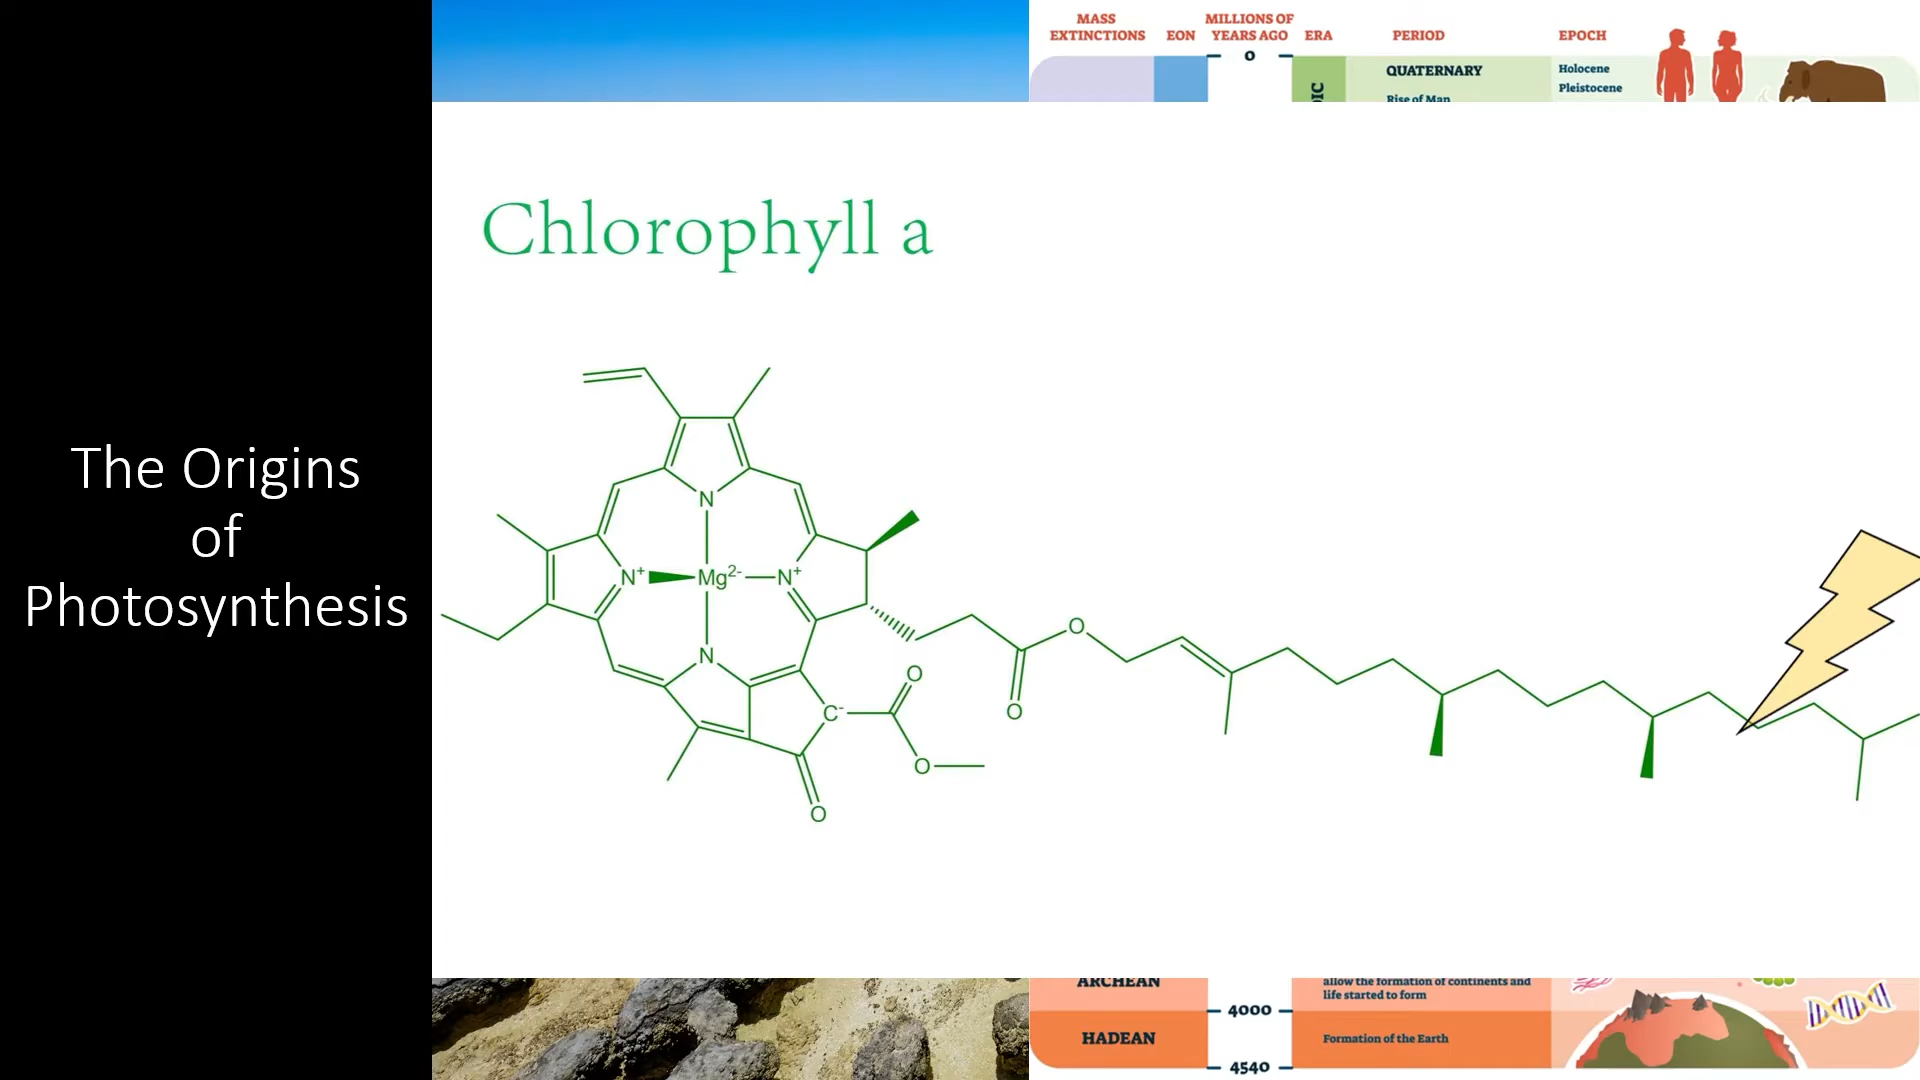 The Origins
of
Photosynthesis
MASS
EXTINCTIONS
EON
MILLIONS OF
YEARS AGO
ERA
PERIOD
EPOCH
0
QUATERNARY
Rise of Man
Holocene
Pleistocene
Chlorophyll a
N
N+
Mg2-
N+
N
O
O
O
C-
O
O
ARCHEAN
allow the formation of continents and
life started to form
4000
HADEAN
Formation of the Earth
4540